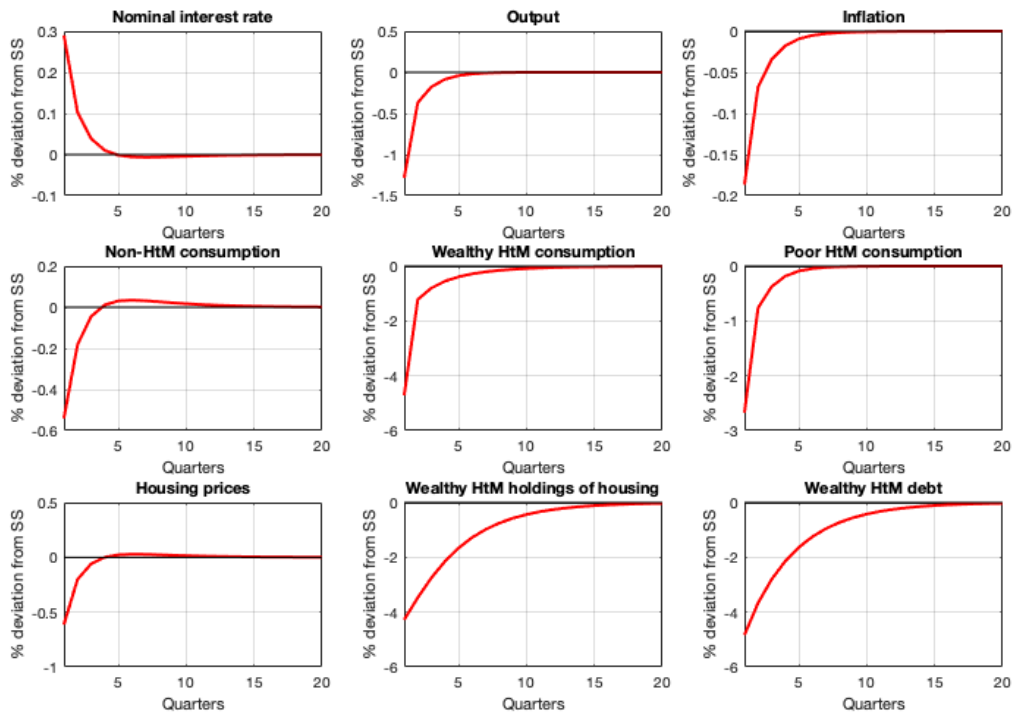 Nominal interest rate
% deviation from SS
0.3
0.2
0.1
0
-0.1
5 10 15 20
Quarters
Output
% deviation from SS
0.5
0
-0.5
-1
-1.5
5 10 15 20
Quarters
Inflation
% deviation from SS
0
-0.05
-0.1
-0.15
-0.2
5 10 15 20
Quarters
Non-HtM consumption
% deviation from SS
0.2
0
-0.2
-0.4
-0.6
5 10 15 20
Quarters
Wealthy HtM consumption
% deviation from SS
0
-2
-4
-6
5 10 15 20
Quarters
Poor HtM consumption
% deviation from SS
0
-1
-2
-3
5 10 15 20
Quarters
Housing prices
% deviation from SS
0.5
0
-0.5
-1
5 10 15 20
Quarters
Wealthy HtM holdings of housing
% deviation from SS
0
-2
-4
-6
5 10 15 20
Quarters
Wealthy HtM debt
% deviation from SS
0
-2
-4
-6
5 10 15 20
Quarters